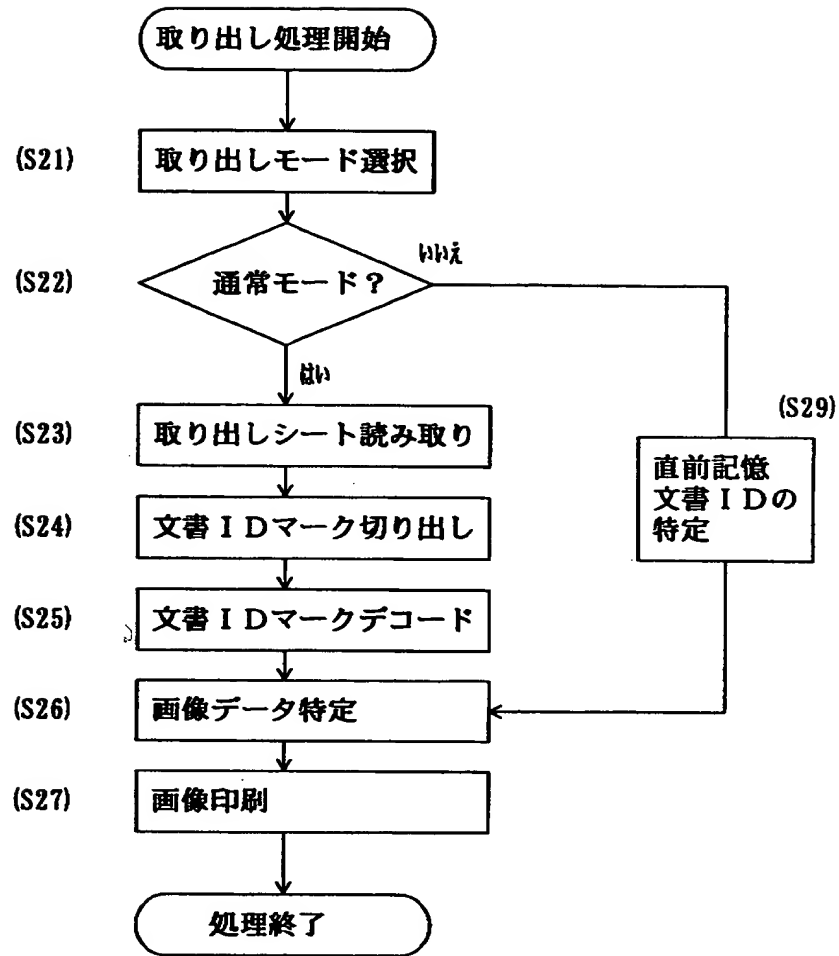 取り出し処理開始
(S21) 取り出しモード選択
(S22) 通常モード？ いいえ
はい
(S29)
(S23) 取り出しシート読み取り
直前記憶
文書ＩＤの
特定
(S24) 文書ＩＤマーク切り出し
(S25) 文書ＩＤマークデコード
(S26) 画像データ特定
(S27) 画像印刷
処理終了